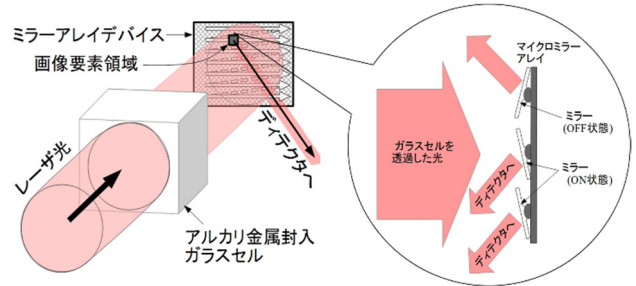 ミラーアレイデバイス
画像要素領域
ディテクタへ
レーザ光
アルカリ金属封入
ガラスセル
マイクロミラー
アレイ
ガラスセルを
透過した光
ミラー
(OFF状態)
ミラー
(ON状態)
ディテクタへ
ディテクタへ